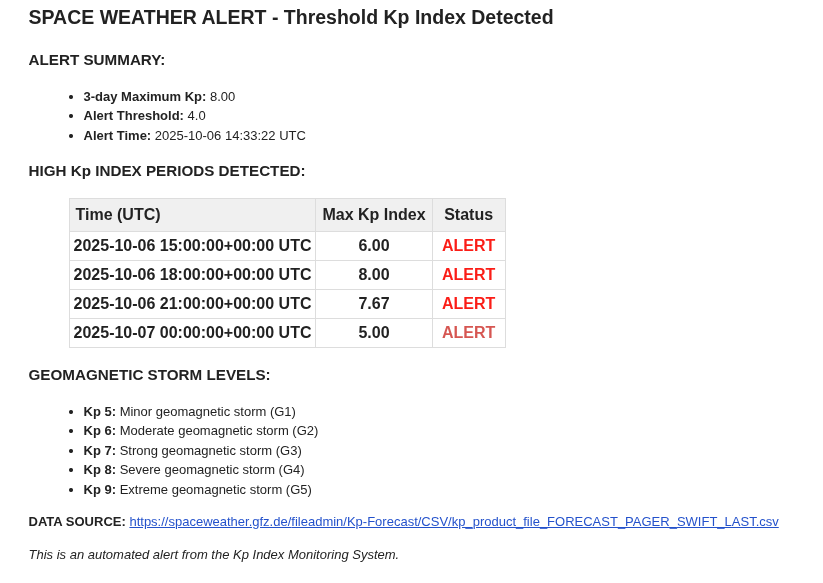 SPACE WEATHER ALERT - Threshold Kp Index Detected
ALERT SUMMARY:
3-day Maximum Kp: 8.00
Alert Threshold: 4.0
Alert Time: 2025-10-06 14:33:22 UTC
HIGH Kp INDEX PERIODS DETECTED:
Time (UTC) Max Kp Index Status
2025-10-06 15:00:00+00:00 UTC 6.00 ALERT
2025-10-06 18:00:00+00:00 UTC 8.00 ALERT
2025-10-06 21:00:00+00:00 UTC 7.67 ALERT
2025-10-07 00:00:00+00:00 UTC 5.00 ALERT
GEOMAGNETIC STORM LEVELS:
Kp 5: Minor geomagnetic storm (G1)
Kp 6: Moderate geomagnetic storm (G2)
Kp 7: Strong geomagnetic storm (G3)
Kp 8: Severe geomagnetic storm (G4)
Kp 9: Extreme geomagnetic storm (G5)
DATA SOURCE: https://spaceweather.gfz.de/fileadmin/Kp-Forecast/CSV/kp_product_file_FORECAST_PAGER_SWIFT_LAST.csv
This is an automated alert from the Kp Index Monitoring System.